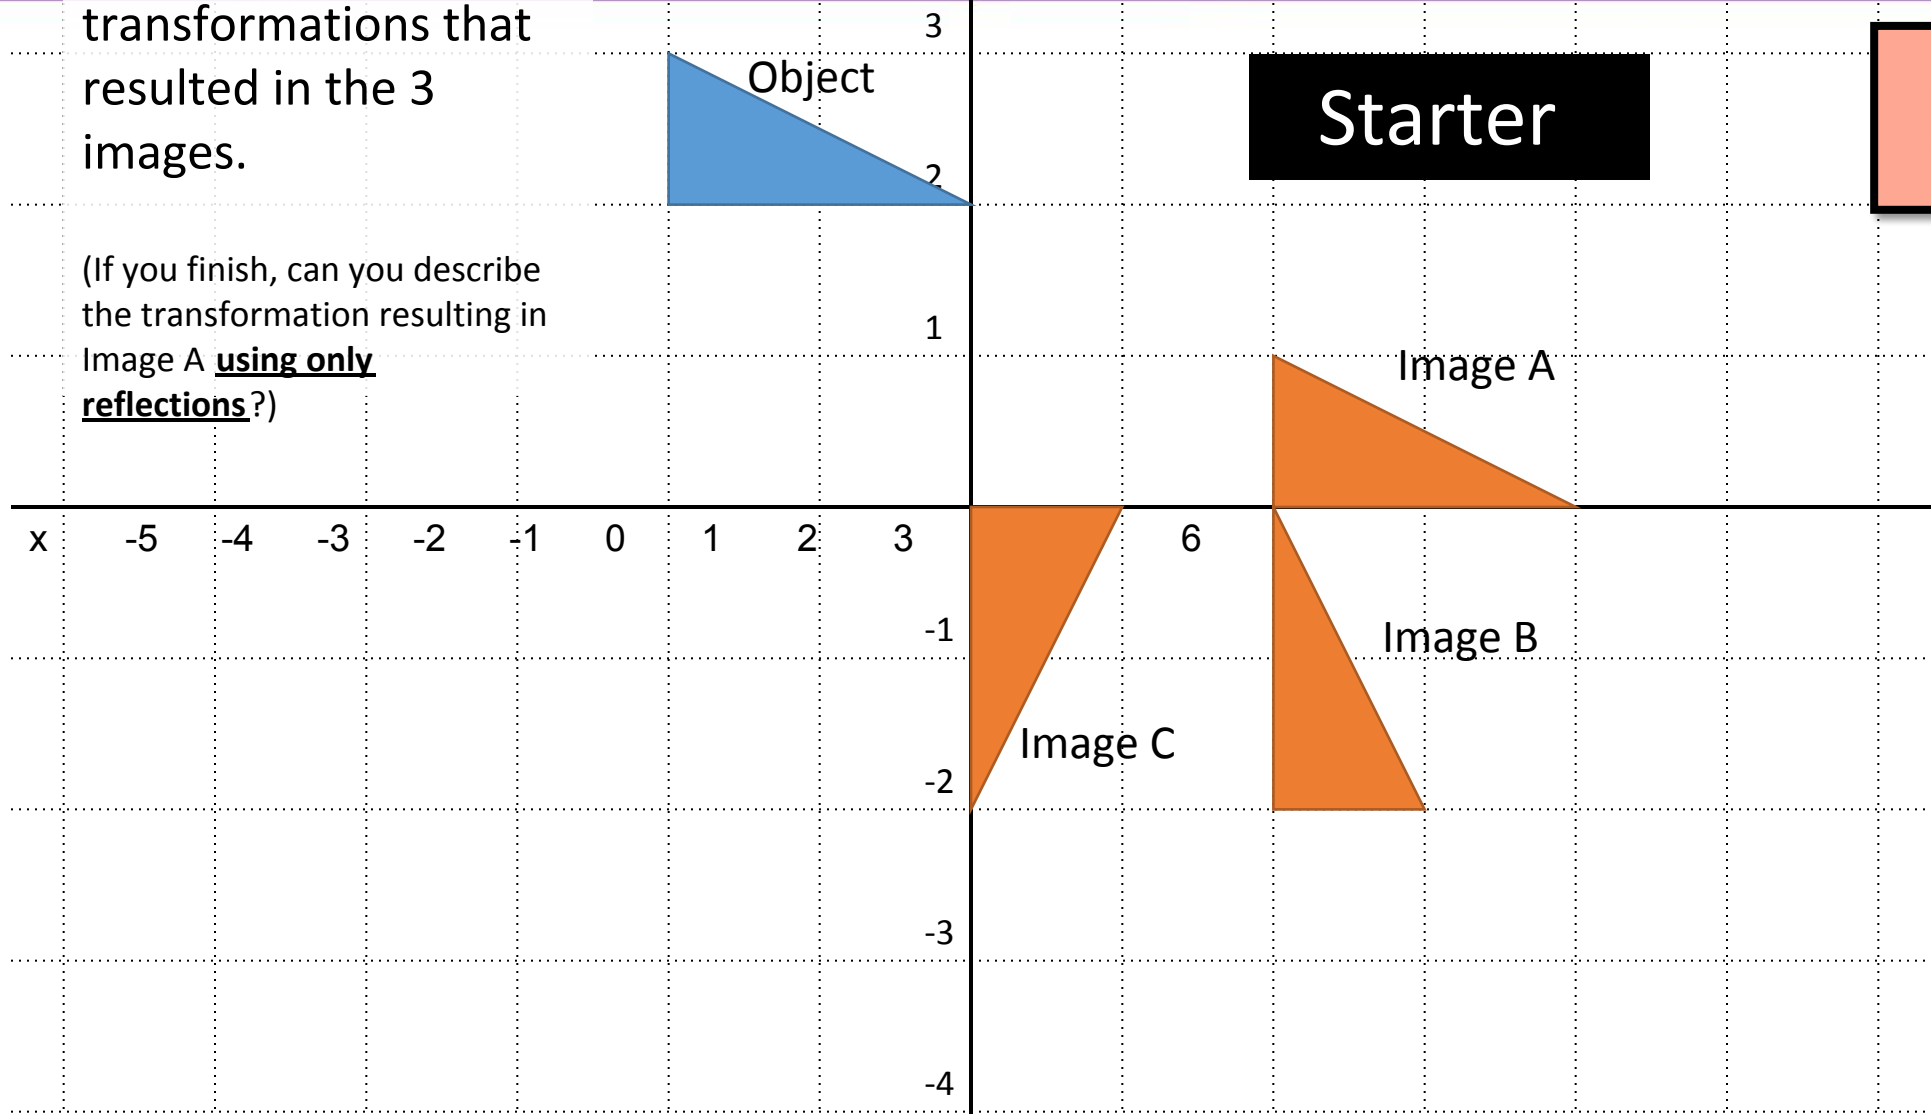 transformations that
resulted in the 3
images.
(If you finish, can you describe
the transformation resulting in
Image A using only
reflections?)
3
Object
2
1
Starter
Image A
x -5 -4 -3 -2 -1 0 1 2 3 6
-1
Image B
Image C
-2
-3
-4